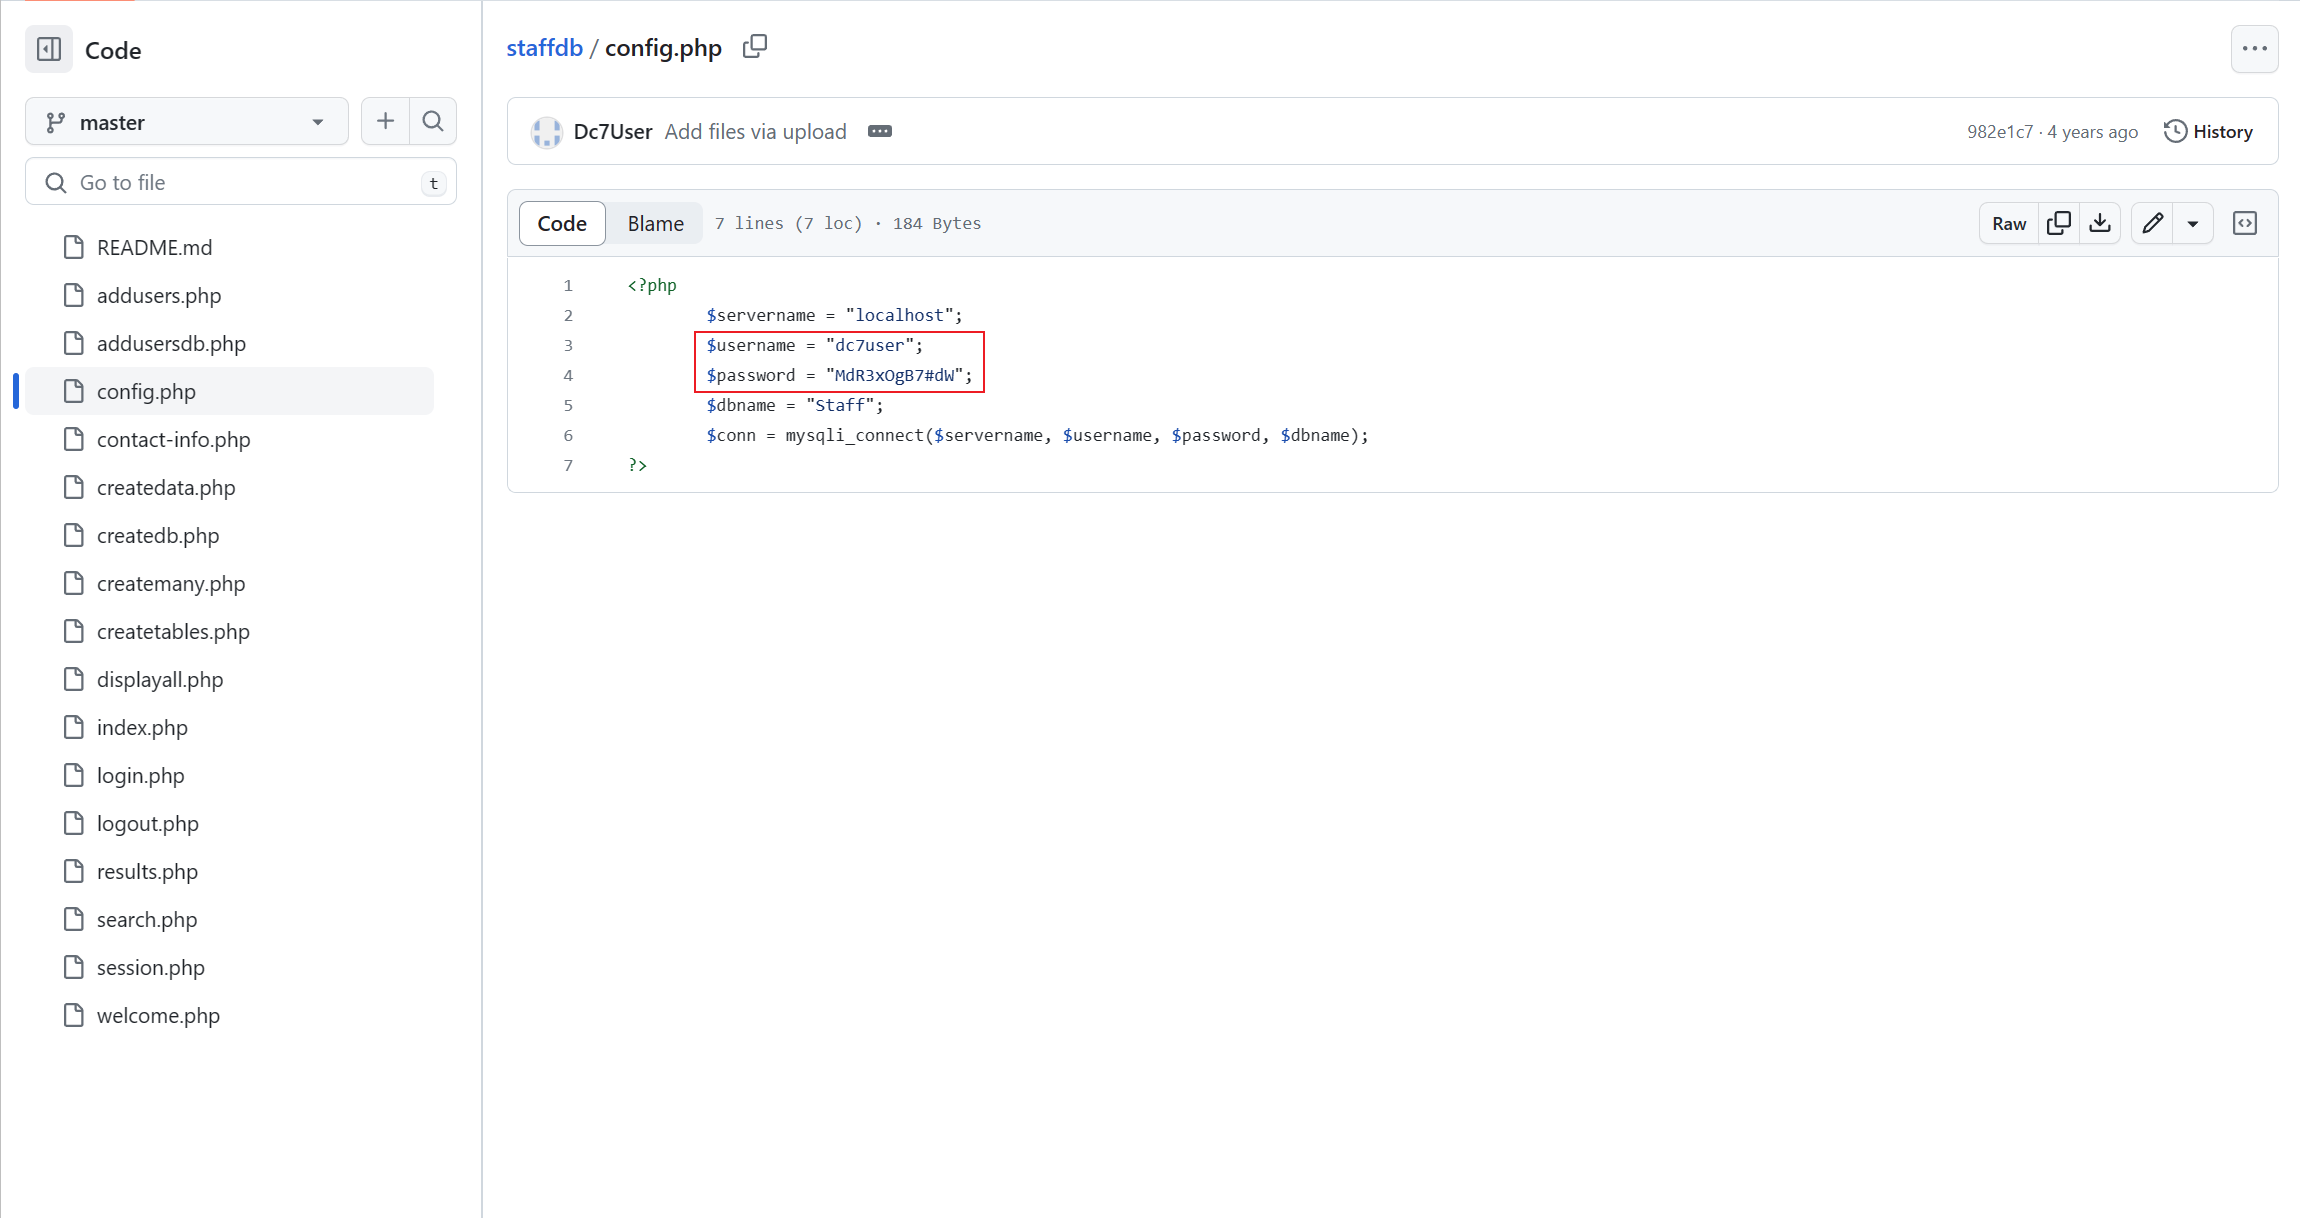 Code
master
Go to file
t
README.md
addusers.php
addusersdb.php
config.php
contact-info.php
createdata.php
createdb.php
createmany.php
createtables.php
displayall.php
index.php
login.php
logout.php
results.php
search.php
session.php
welcome.php
staffdb / config.php
Dc7User Add files via upload
982e1c7 · 4 years ago History
Code Blame 7 lines (7 loc) · 184 Bytes Raw
1 <?php
2 $servername = "localhost";
3 $username = "dc7user";
4 $password = "MdR3xOgB7#dW";
5 $dbname = "Staff";
6 $conn = mysqli_connect($servername, $username, $password, $dbname);
7 ?>